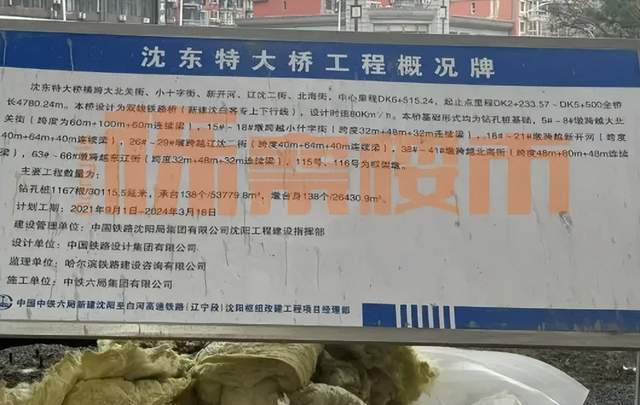 沈东特大桥工程概况牌
沈东特大桥横跨大北关街、小十字街、新开河、辽沈二街、北海街，中心里程DK6+515.24，起止点里程DK2+233.57~DK5+500全桥
长4780.24m。本桥设计为双线铁路桥（新建沈白客专上下行线），设计时速80Km/h。本桥基础形式均为钻孔桩基础，5#~8#墩跨越大北
关街（跨度为60m+100m+60m连续梁），15#~18#墩跨越小什字街（跨度32m+48m+32m连续梁），18#~21#墩跨越新开河（跨度
40m+64m+40m连续梁），26#~29#墩跨越辽沈二街（跨度40m+64m+40m连续梁），38#~41#墩跨越北海街（跨度48m+80m+48m连续
梁），63#~66#墩跨越东辽街（跨度32m+48m+32m连续梁），115号、116号为框架墩。
主要工程数量为：
钻孔桩1167根/30115.5延米，承台138个/53779.8m³，墩台身138个/26430.9m³。
计划工期：2021年9月1日~2024年3月16日
建设管理单位：中国铁路沈阳局集团有限公司沈阳工程建设指挥部
设计单位：中国铁路设计集团有限公司
监理单位：哈尔滨铁路建设咨询有限公司
施工单位：中铁六局集团有限公司
中国中铁六局新建沈阳至白河高速铁路（辽宁段）沈阳枢纽改建工程项目经理部